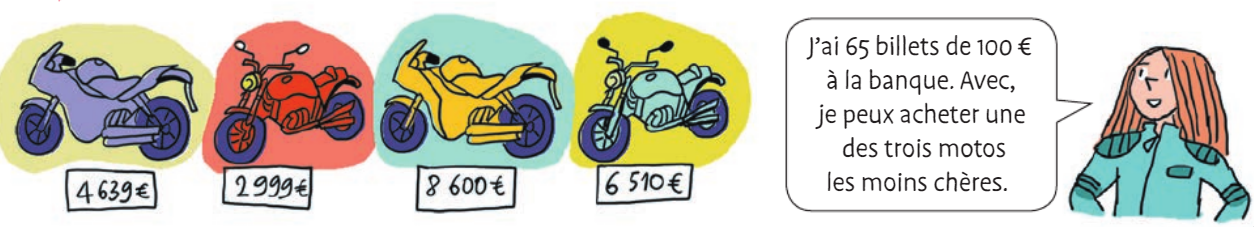 4 639 €
2 999 €
8 600 €
6 510 €
J'ai 65 billets de 100 €
à la banque. Avec,
je peux acheter une
des trois motos
les moins chères.